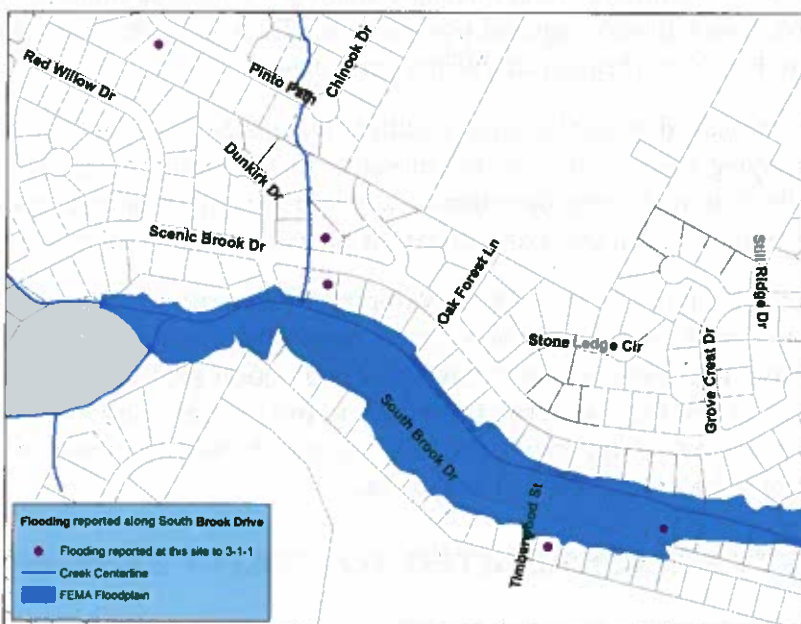 Red Willow Dr
Pinto Path
Chinook Dr
Dunkirk Dr
Scenic Brook Dr
Oak Forest Ln
Stone Ledge Cir
Still Ridge Dr
Grove Crest Dr
South Brook Dr
Timberwood St
Flooding reported along South Brook Drive
Flooding reported at this site to 3-1-1
Creek Centerline
FEMA Floodplain